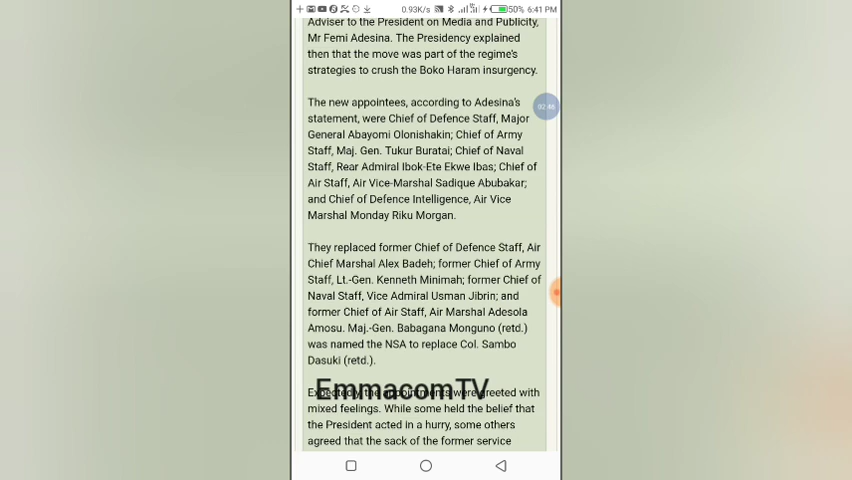 0.93K/s 50% 6:41 PM
Adviser to the President on Media and Publicity,
Mr Femi Adesina. The Presidency explained
then that the move was part of the regime's
strategies to crush the Boko Haram insurgency.
02:46
The new appointees, according to Adesina's
statement, were Chief of Defence Staff, Major
General Abayomi Olonishakin; Chief of Army
Staff, Maj. Gen. Tukur Buratai; Chief of Naval
Staff, Rear Admiral Ibok-Ete Ekwe Ibas; Chief of
Air Staff, Air Vice-Marshal Sadique Abubakar;
and Chief of Defence Intelligence, Air Vice
Marshal Monday Riku Morgan.
They replaced former Chief of Defence Staff, Air
Chief Marshal Alex Badeh; former Chief of Army
Staff, Lt.-Gen. Kenneth Minimah; former Chief of
Naval Staff, Vice Admiral Usman Jibrin; and
former Chief of Air Staff, Air Marshal Adesola
Amosu. Maj.-Gen. Babagana Monguno (retd.)
was named the NSA to replace Col. Sambo
Dasuki (retd.).
EmmacomTV
Expectedly, the appointments were greeted with
mixed feelings. While some held the belief that
the President acted in a hurry, some others
agreed that the sack of the former service